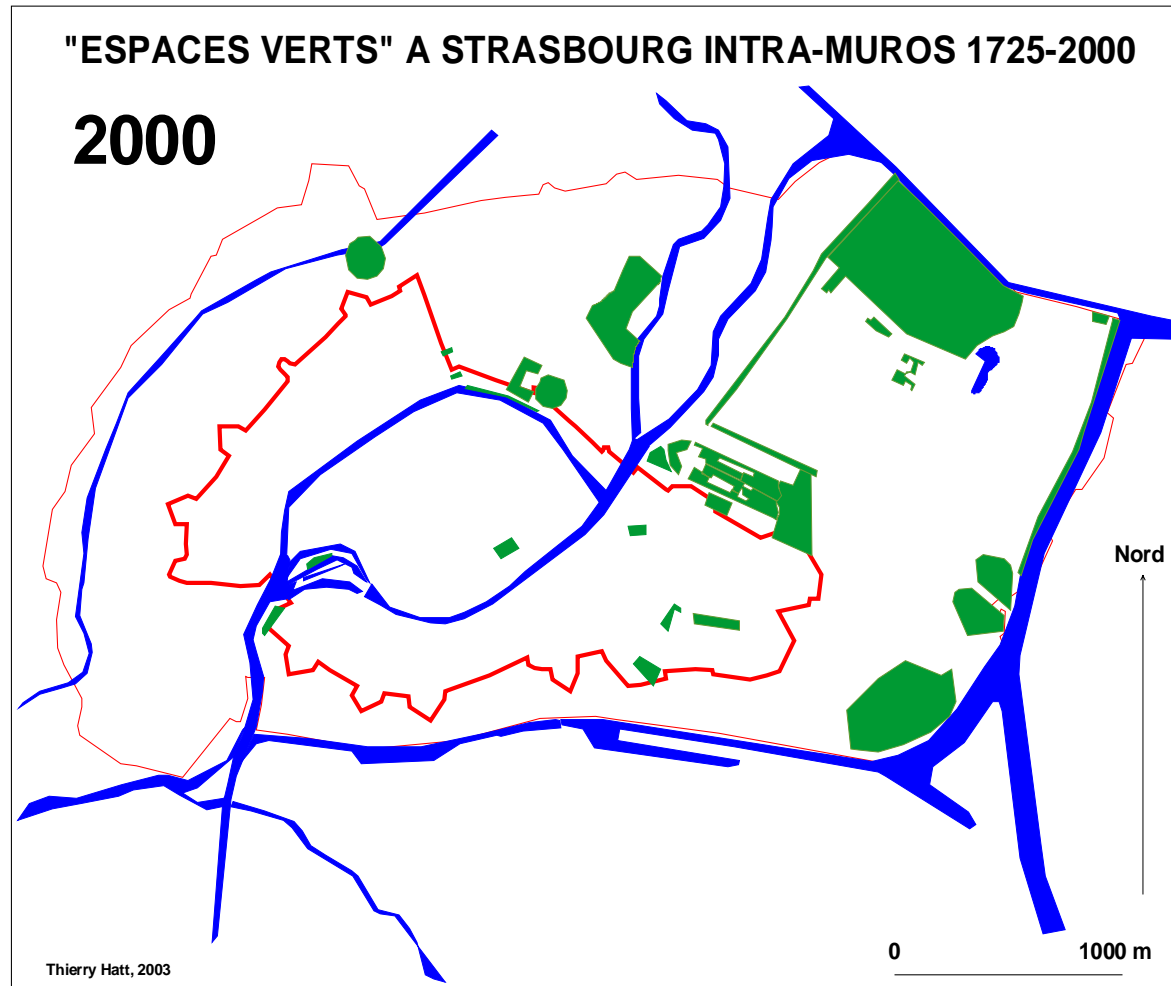 "ESPACES VERTS" A STRASBOURG INTRA-MUROS 1725-2000
2000
Nord
0 1000 m
Thierry Hatt, 2003